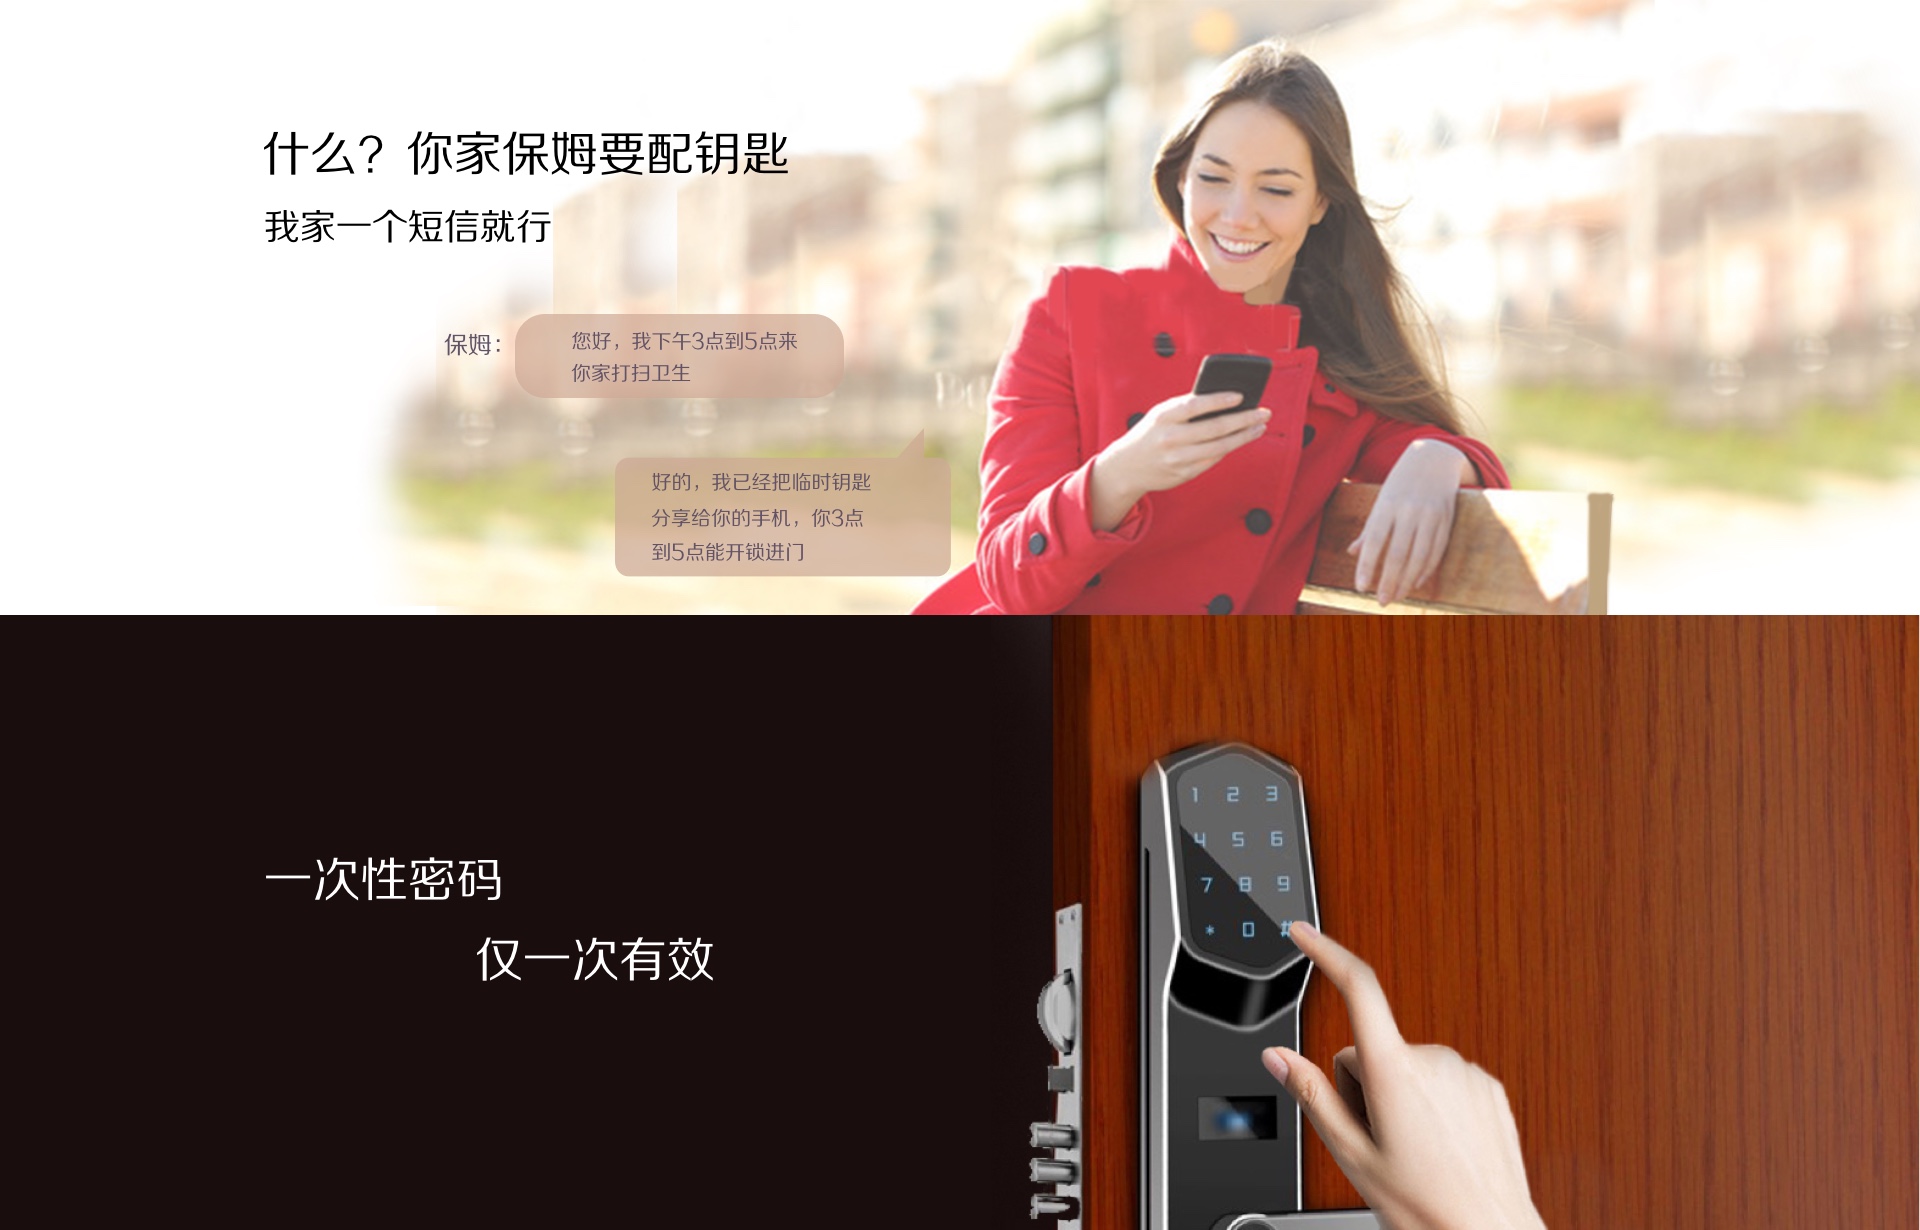 什么？你家保姆要配钥匙
我家一个短信就行
保姆：
您好，我下午3点到5点来
你家打扫卫生
好的，我已经把临时钥匙
分享给你的手机，你3点
到5点能开锁进门
一次性密码
仅一次有效
1 2 3
4 5 6
7 8 9
* 0 #